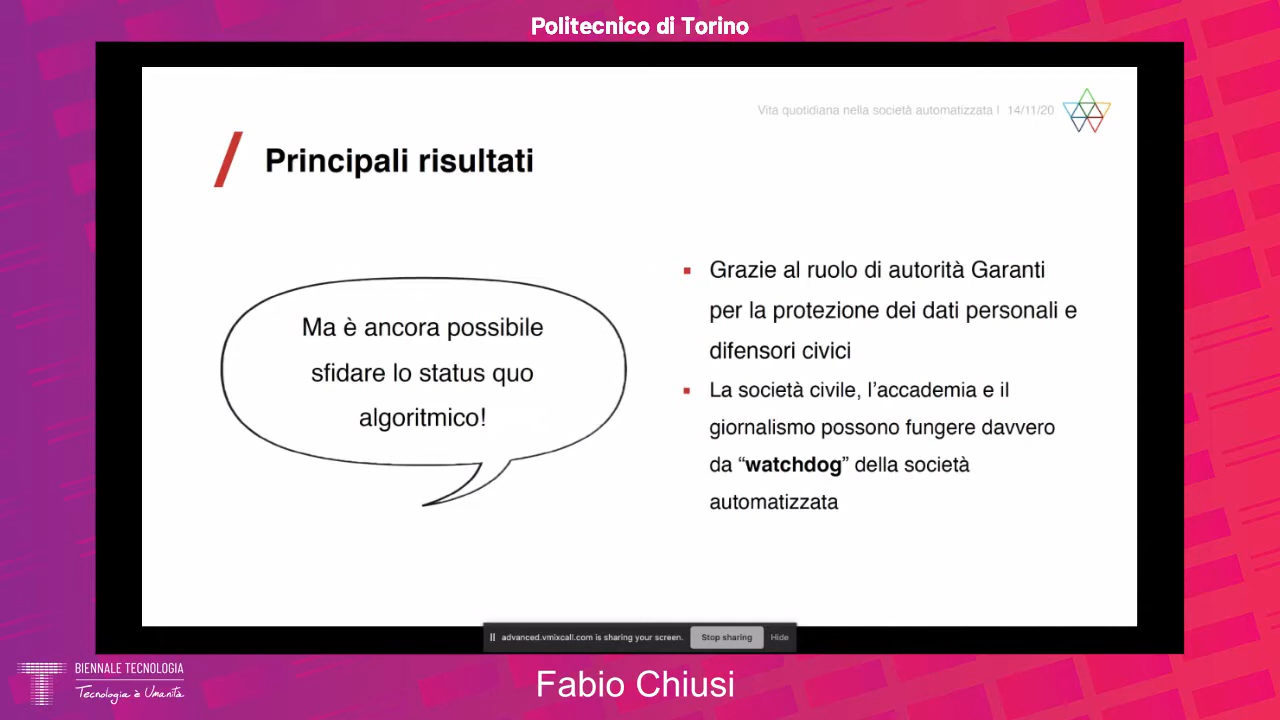 Politecnico di Torino
Vita quotidiana nella società automatizzata | 14/11/20
Principali risultati
Ma è ancora possibile
sfidare lo status quo
algoritmico!
Grazie al ruolo di autorità Garanti
per la protezione dei dati personali e
difensori civici
La società civile, l'accademia e il
giornalismo possono fungere davvero
da “watchdog” della società
automatizzata
advanced.vmixcall.com is sharing your screen. Stop sharing Hide
BIENNALE TECNOLOGIA
Tecnologia è Umanità
Fabio Chiusi